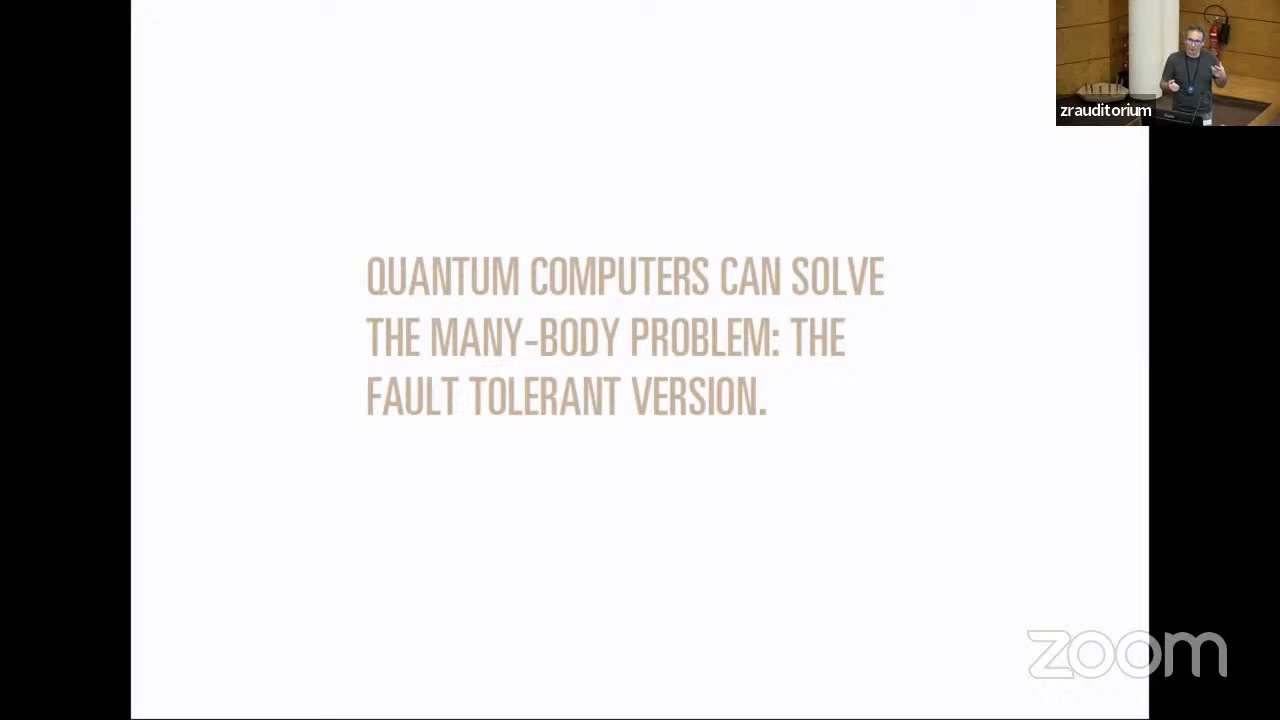 zrauditorium
QUANTUM COMPUTERS CAN SOLVE
THE MANY-BODY PROBLEM: THE
FAULT TOLERANT VERSION.
zoom